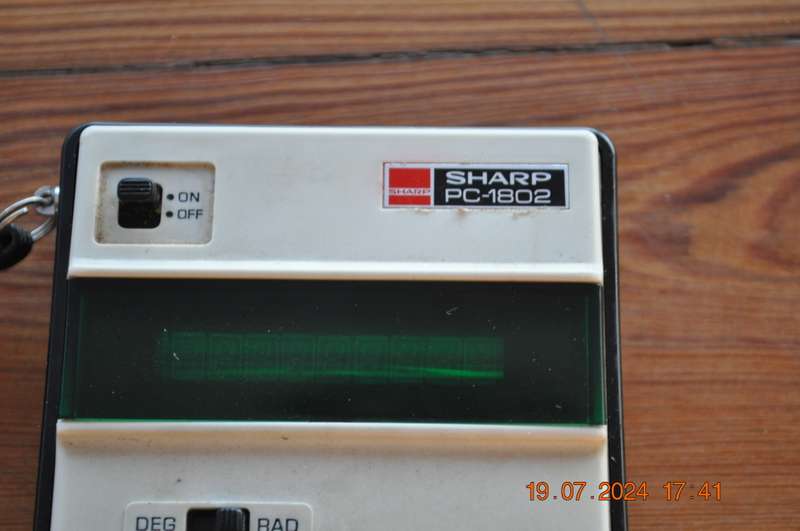 ON
OFF
SHARP
SHARP
PC-1802
DEG RAD
19.07.2024 17:41